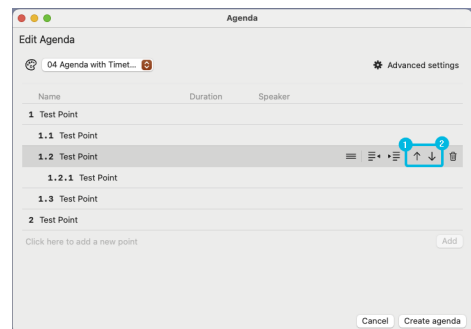 Agenda
Edit Agenda
04 Agenda with Timet...
Advanced settings
Name Duration Speaker
1 Test Point
1.1 Test Point
1 2
1.2 Test Point
1.2.1 Test Point
1.3 Test Point
2 Test Point
Click here to add a new point Add
Cancel Create agenda